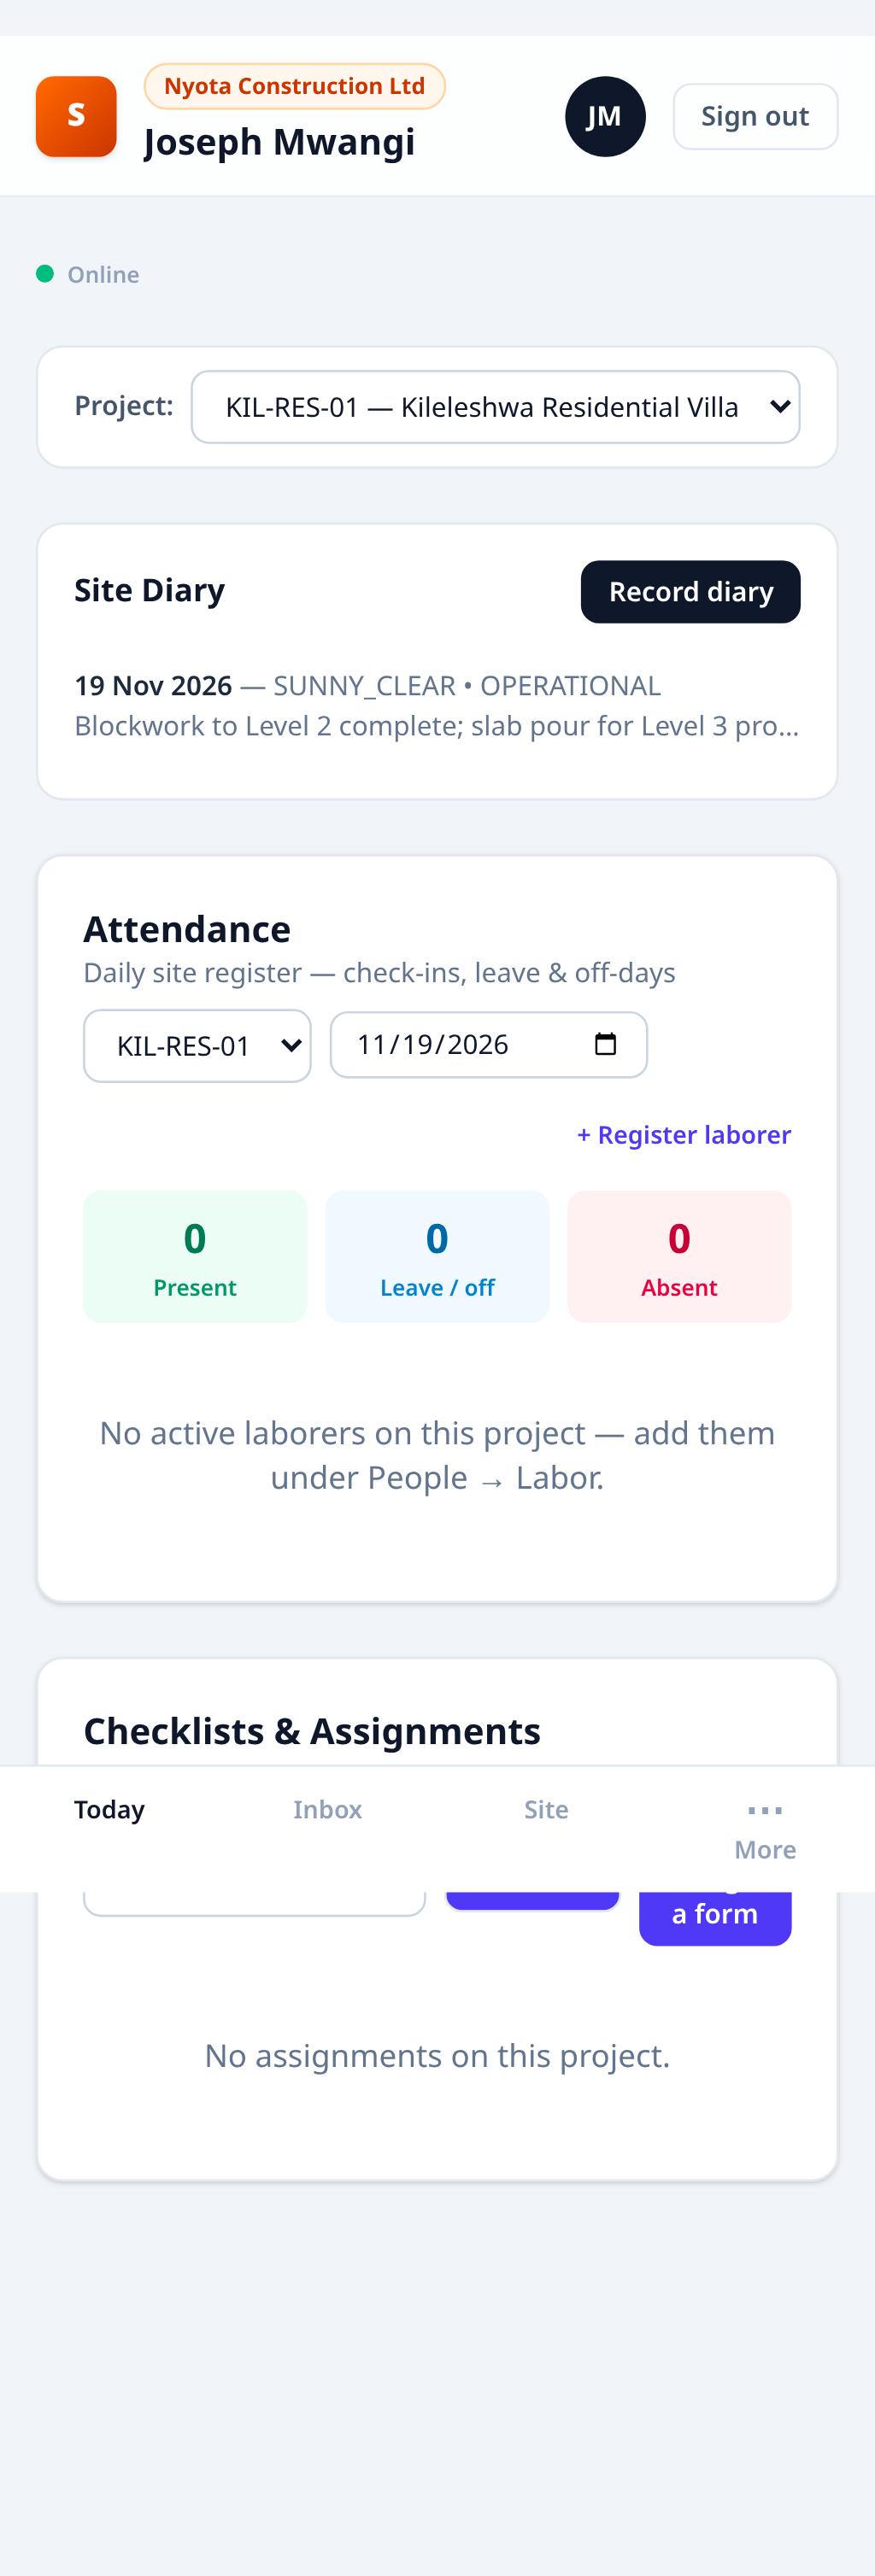 S
Nyota Construction Ltd
Joseph Mwangi
JM
Sign out
Online
Project:
KIL-RES-01 — Kileleshwa Residential Villa
Site Diary
Record diary
19 Nov 2026 — SUNNY_CLEAR • OPERATIONAL
Blockwork to Level 2 complete; slab pour for Level 3 pro...
Attendance
Daily site register — check-ins, leave & off-days
KIL-RES-01
11/19/2026
+ Register laborer
0
Present
0
Leave / off
0
Absent
No active laborers on this project — add them
under People → Labor.
Checklists & Assignments
Today
Inbox
Site
... More
a form
No assignments on this project.